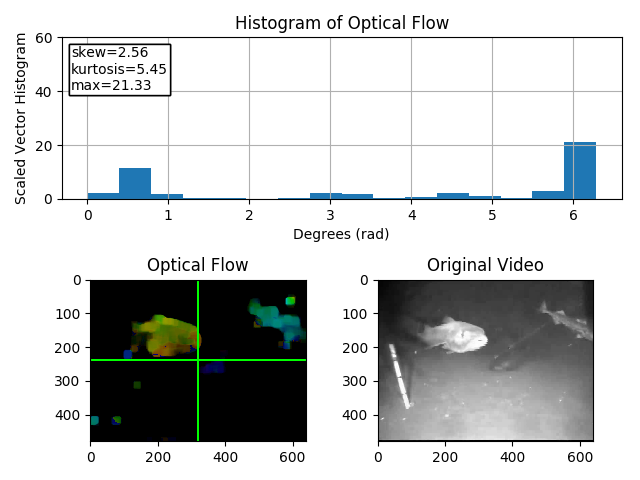 Histogram of Optical Flow
Scaled Vector Histogram
60
40
20
0
skew=2.56
kurtosis=5.45
max=21.33
0 1 2 3 4 5 6
Degrees (rad)
Optical Flow
0
100
200
300
400
0 200 400 600
Original Video
0
100
200
300
400
0 200 400 600